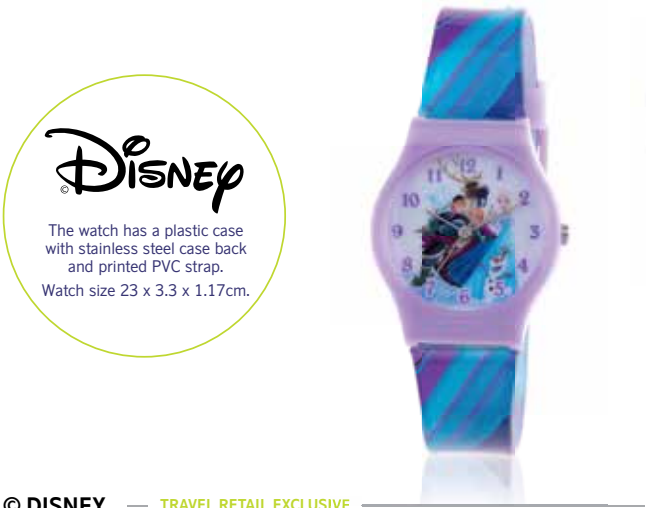 Disney
©
The watch has a plastic case
with stainless steel case back
and printed PVC strap.
Watch size 23 x 3.3 x 1.17cm.
11 12 1
10 2
9 3
8 4
7 6 5
© DISNEY — TRAVEL RETAIL EXCLUSIVE